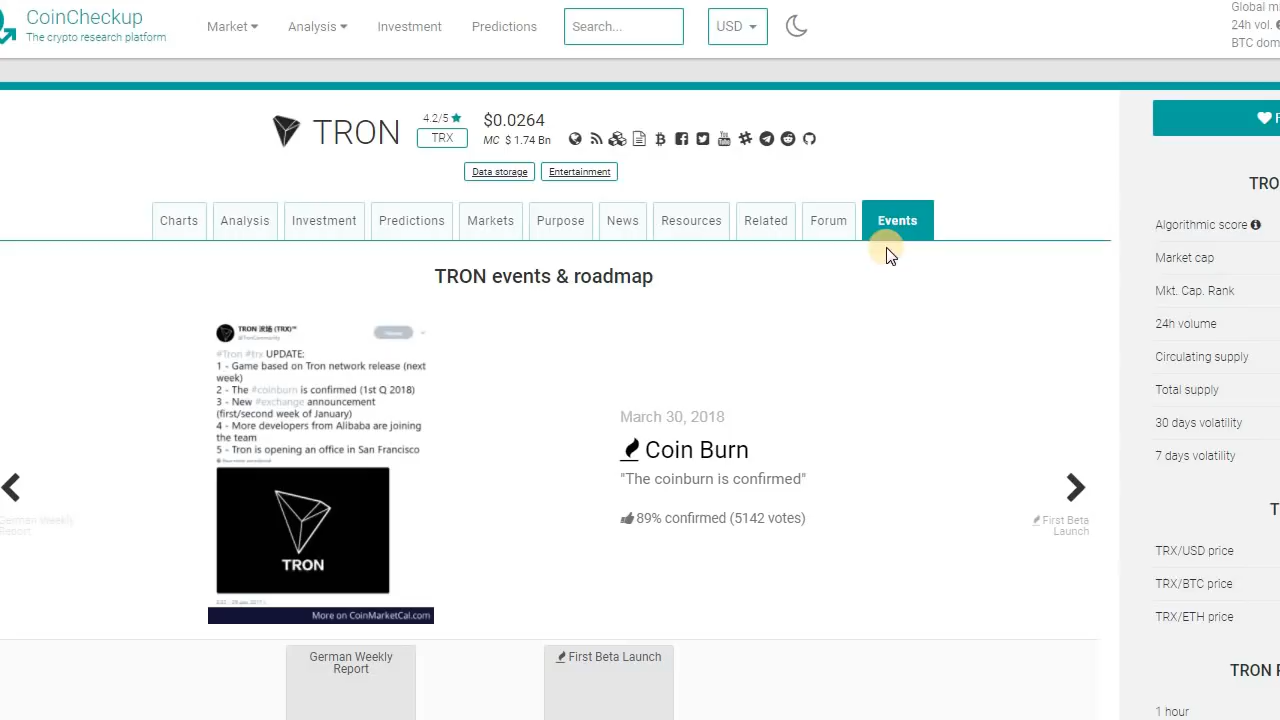 CoinCheckup
The crypto research platform
Market
Analysis
Investment
Predictions
Search...
USD
Global m
24h vol.
BTC dom
TRON
4.2/5
TRX
$0.0264
MC $ 1.74 Bn
Data storage
Entertainment
Charts
Analysis
Investment
Predictions
Markets
Purpose
News
Resources
Related
Forum
Events
TRON events & roadmap
TRON 波场 (TRX)™
@TronCommunity
#Tron #trx UPDATE:
1 - Game based on Tron network release (next
week)
2 - The #coinburn is confirmed (1st Q 2018)
3 - New #exchange announcement
(first/second week of January)
4 - More developers from Alibaba are joining
the team
5 - Tron is opening an office in San Francisco
TRON
More on CoinMarketCal.com
March 30, 2018
Coin Burn
"The coinburn is confirmed"
89% confirmed (5142 votes)
German Weekly
Report
First Beta
Launch
German Weekly
Report
First Beta Launch
F
TRO
Algorithmic score
Market cap
Mkt. Cap. Rank
24h volume
Circulating supply
Total supply
30 days volatility
7 days volatility
T
TRX/USD price
TRX/BTC price
TRX/ETH price
TRON F
1 hour